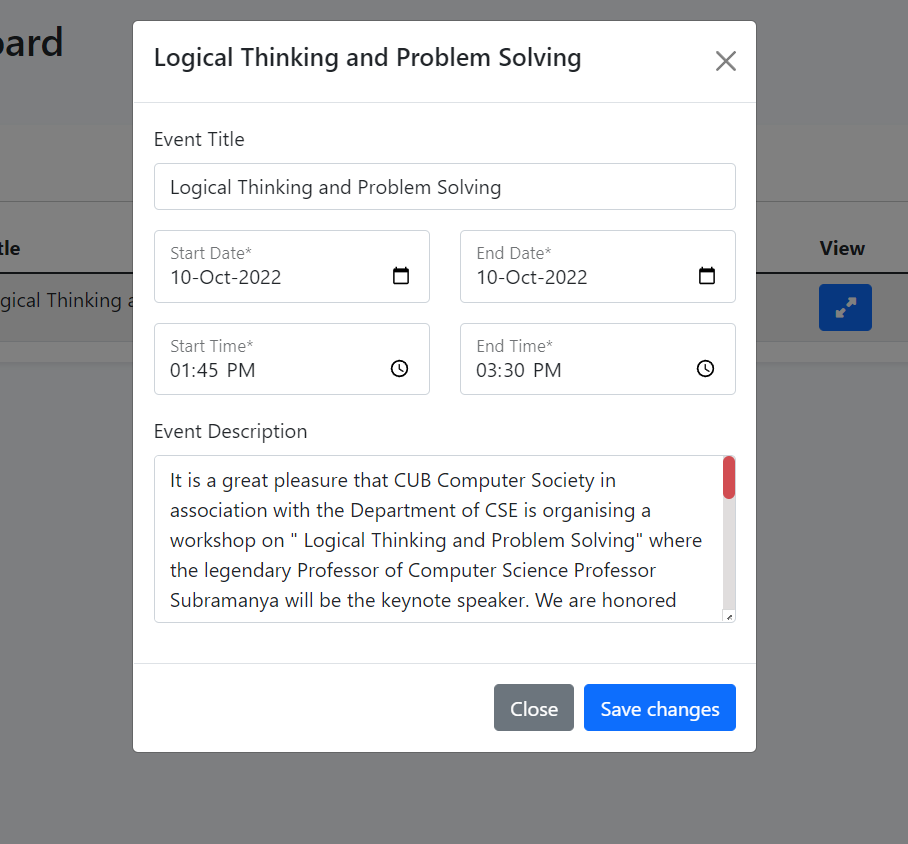 oard
Logical Thinking and Problem Solving
Event Title
Logical Thinking and Problem Solving
Start Date*
10-Oct-2022
End Date*
10-Oct-2022
tle
View
gical Thinking a
Start Time*
01:45 PM
End Time*
03:30 PM
Event Description
It is a great pleasure that CUB Computer Society in
association with the Department of CSE is organising a
workshop on " Logical Thinking and Problem Solving" where
the legendary Professor of Computer Science Professor
Subramanya will be the keynote speaker. We are honored
Close
Save changes